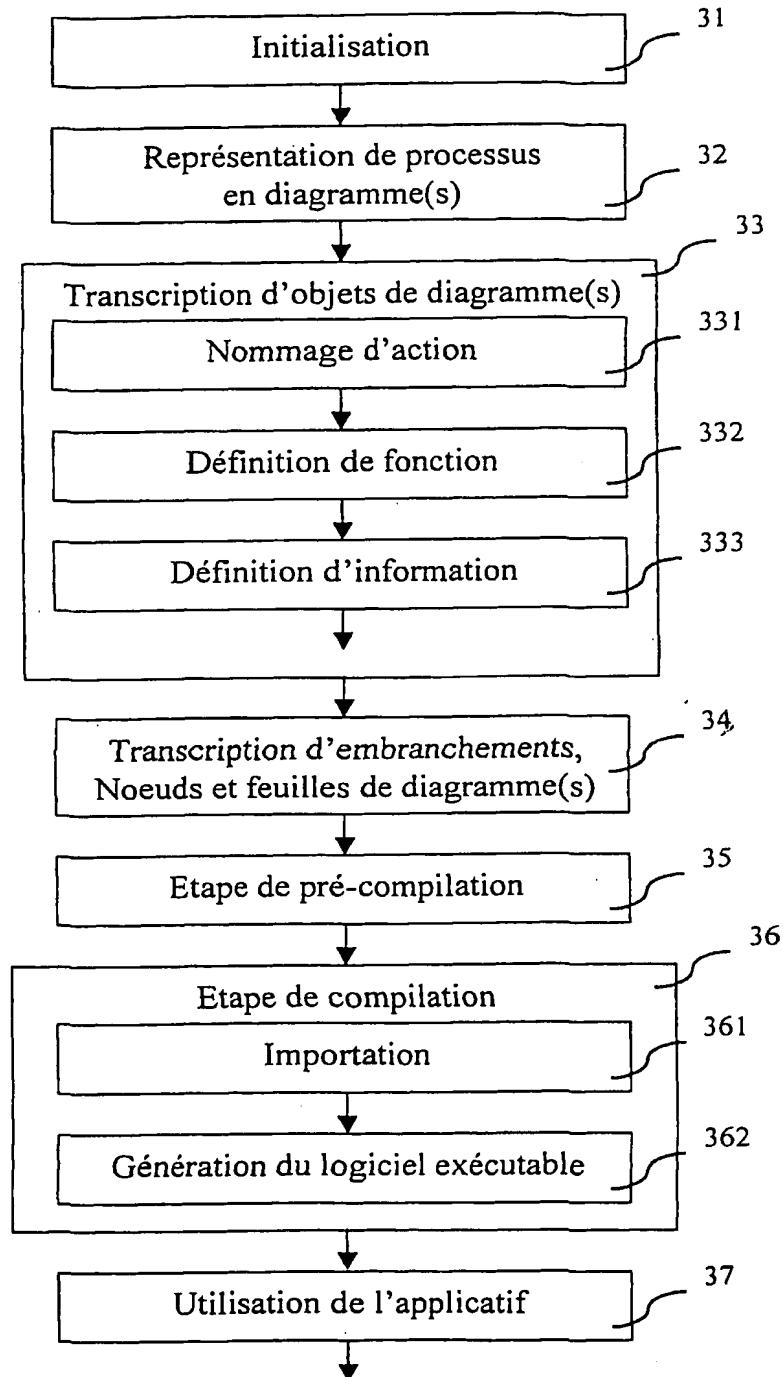 31
Initialisation
32
Représentation de processus
en diagramme(s)
33
Transcription d'objets de diagramme(s)
331
Nommage d'action
332
Définition de fonction
333
Définition d'information
34
Transcription d'embranchements,
Noeuds et feuilles de diagramme(s)
35
Etape de pré-compilation
36
Etape de compilation
361
Importation
362
Génération du logiciel exécutable
37
Utilisation de l'applicatif